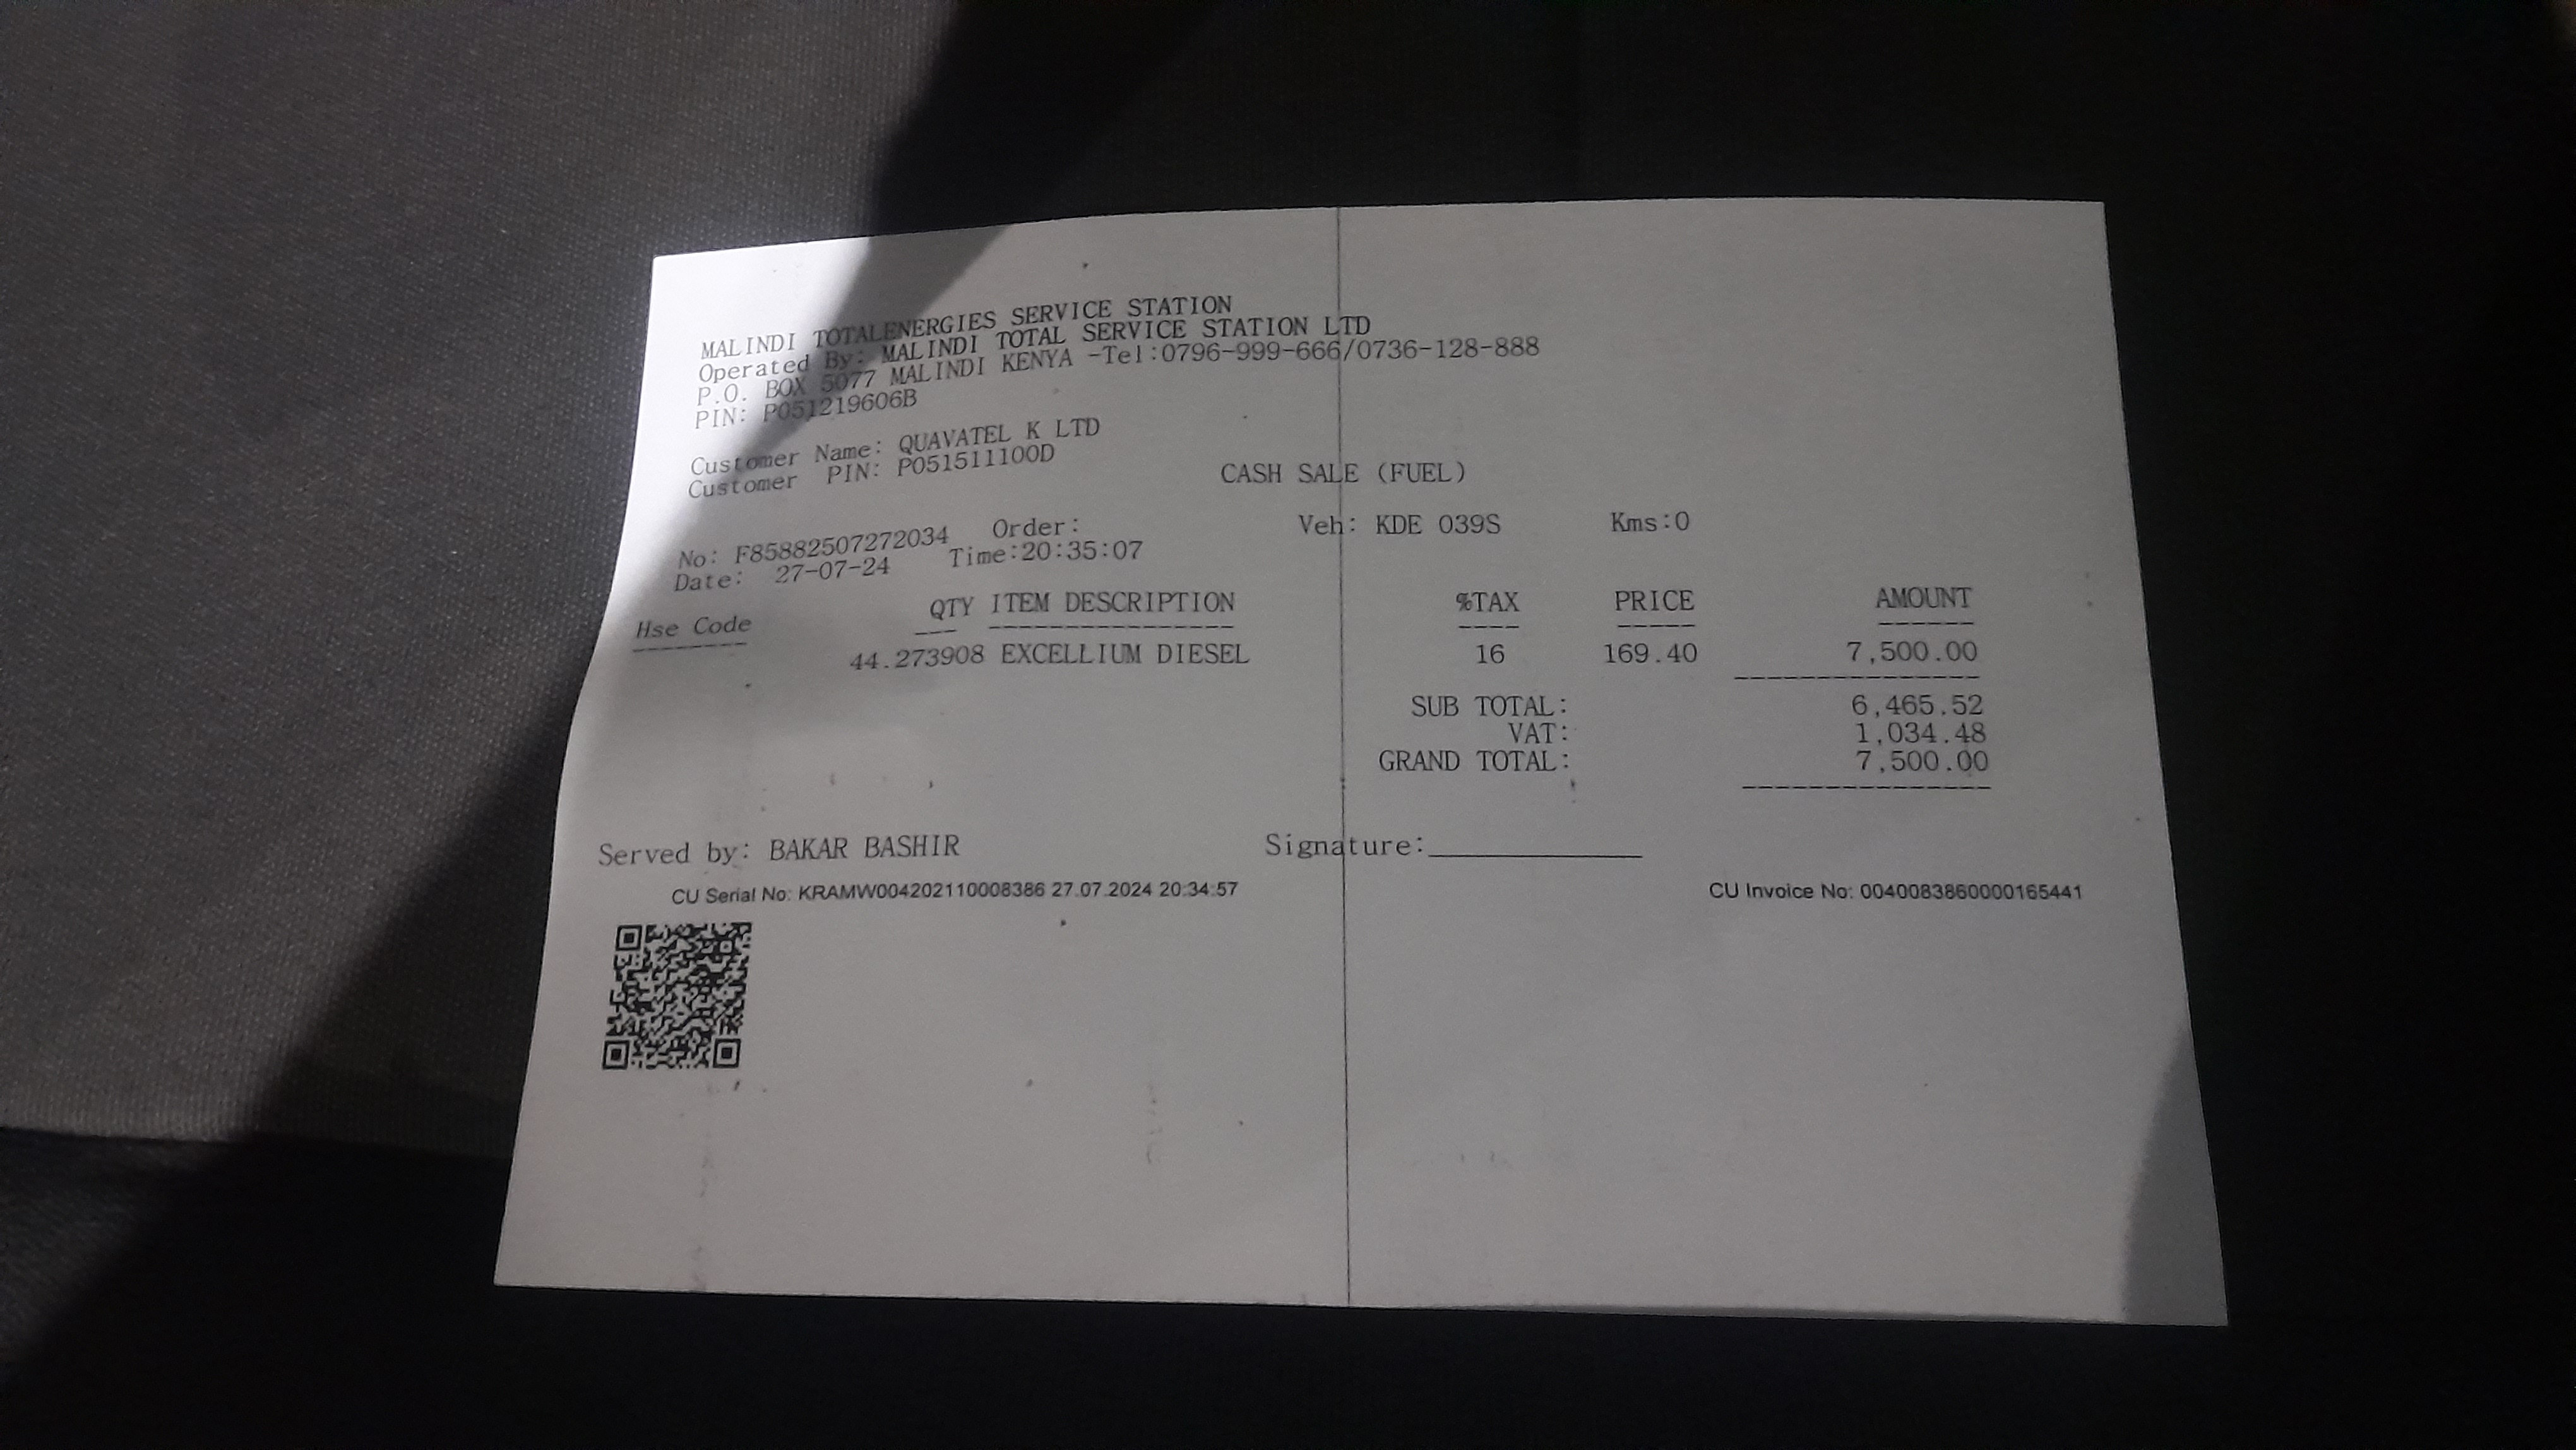 MALINDI TOTALENERGIES SERVICE STATION
Operated By: MALINDI TOTAL SERVICE STATION LTD
P.O. BOX 5077 MALINDI KENYA -Tel:0796-999-666/0736-128-888
PIN: P051219606B
Customer Name: QUAVATEL K LTD
Customer PIN: P051511100D
CASH SALE (FUEL)
No: F85882507272034 Order: Veh: KDE 039S Kms:0
Date: 27-07-24 Time:20:35:07
Hse Code QTY ITEM DESCRIPTION %TAX PRICE AMOUNT
44.273908 EXCELLIUM DIESEL 16 169.40 7,500.00
SUB TOTAL: 6,465.52
VAT: 1,034.48
GRAND TOTAL: 7,500.00
Served by: BAKAR BASHIR Signature:
CU Serial No: KRAMW004202110008386 27.07.2024 20:34:57 CU Invoice No: 0040083860000165441